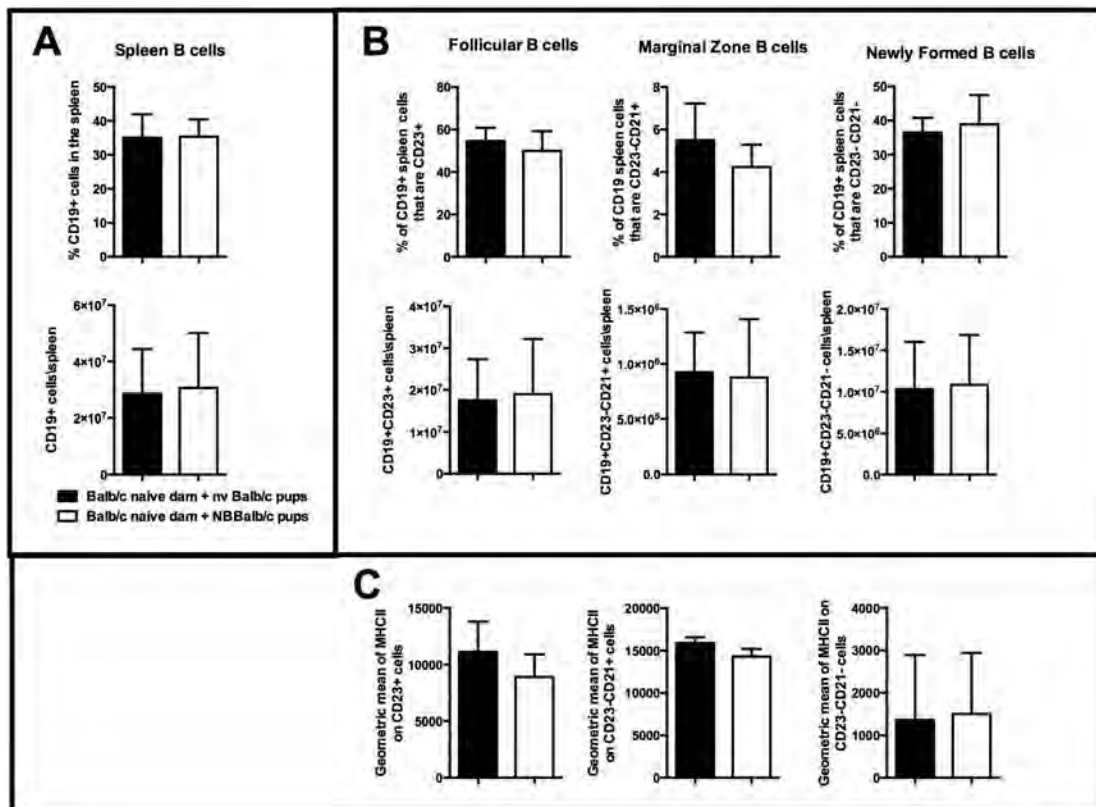 A
Spleen B cells
% CD19+ cells in the spleen
50
40
30
20
10
0
CD19+ cells\spleen
6×10⁷
4×10⁷
2×10⁷
0
Balb/c naive dam + nv Balb/c pups
Balb/c naive dam + NBBalb/c pups
B
Follicular B cells
% of CD19+ spleen cells
that are CD23+
80
60
40
20
0
CD19+CD23+ cells\spleen
4×10⁷
3×10⁷
2×10⁷
1×10⁷
0
Marginal Zone B cells
% of CD19 spleen cells
that are CD23-CD21+
8
6
4
2
0
CD19+CD23-CD21+ cells\spleen
1.5×10⁶
1.0×10⁶
5.0×10⁵
0.0
Newly Formed B cells
% of CD19+ spleen cells
that are CD23- CD21-
50
40
30
20
10
0
CD19+CD23-CD21- cells\spleen
2.0×10⁷
1.5×10⁷
1.0×10⁷
5.0×10⁶
0.0
C
Geometric mean of MHCII
on CD23+ cells
15000
10000
5000
0
Geometric mean of MHCII
on CD23-CD21+ cells
20000
15000
10000
5000
0
Geometric mean of MHCII on
CD23-CD21- cells
4000
3000
2000
1000
0